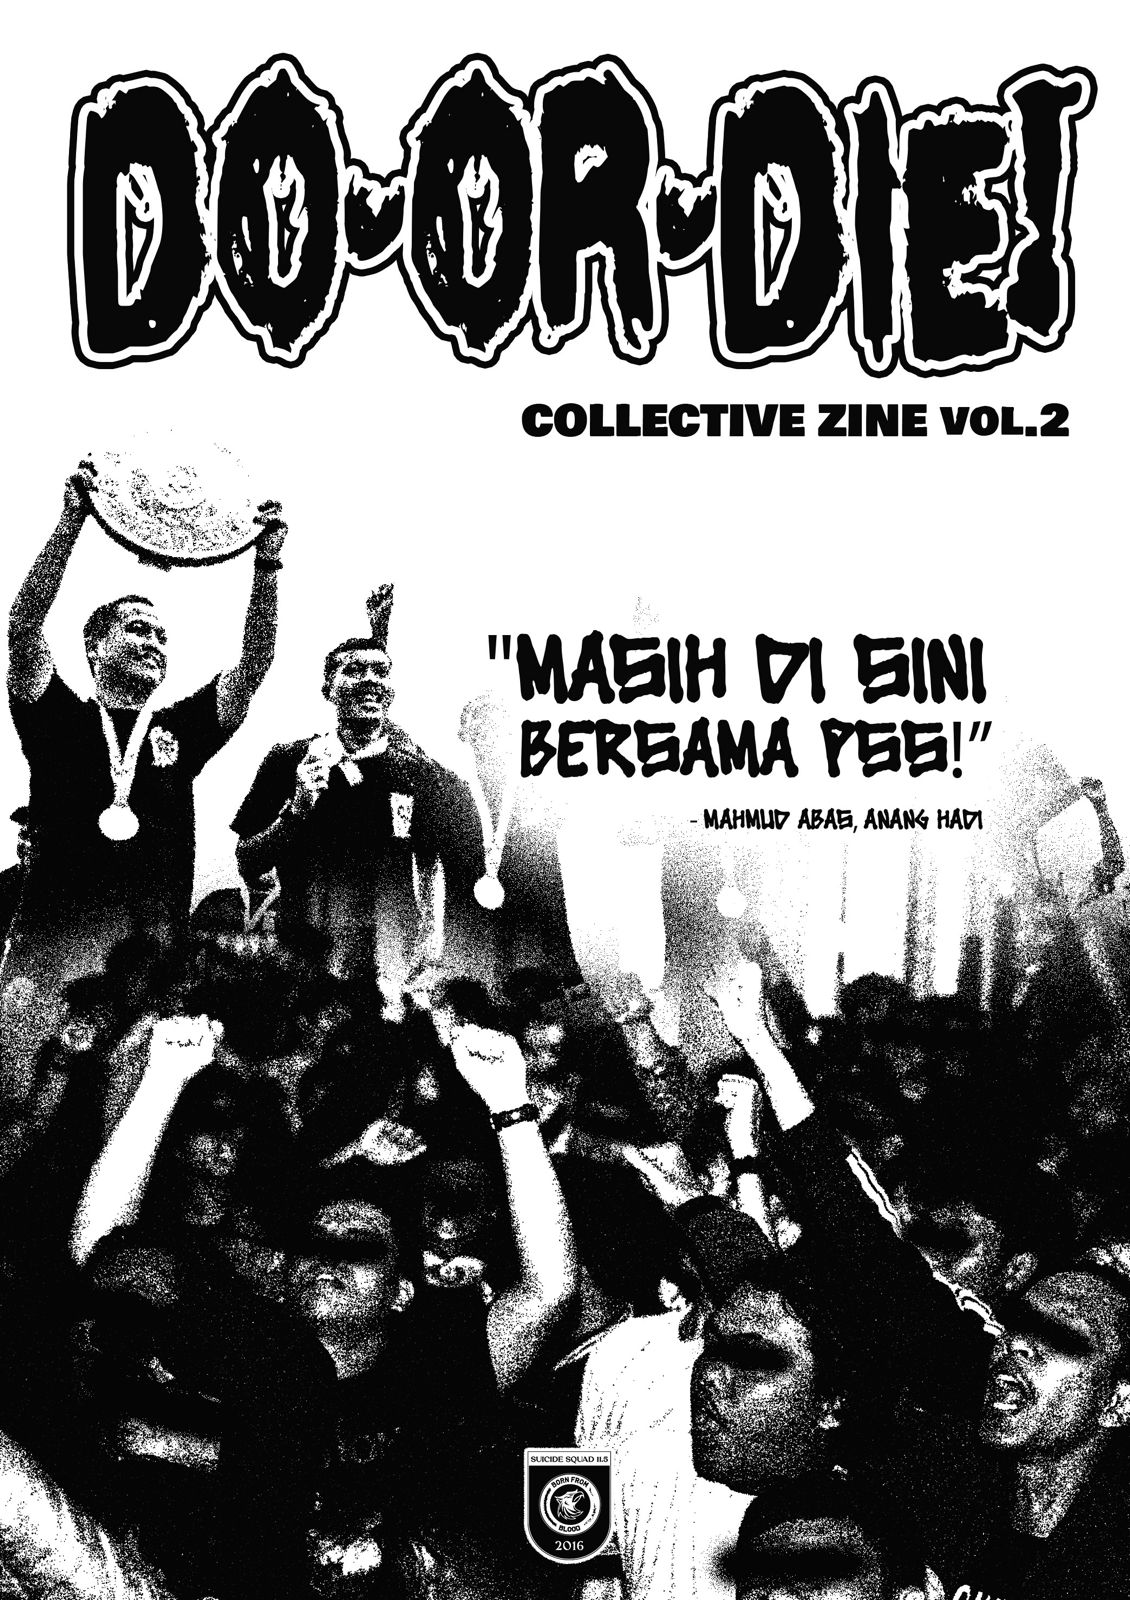 DO-OR-DIE!
COLLECTIVE ZINE VOL.2
"MASIH DI SINI
BERSAMA PSS!”
- MAHMUD ABAS, ANANG HADI
SUICIDE SQUAD 11.5
BORN FROM
BLOOD
2016